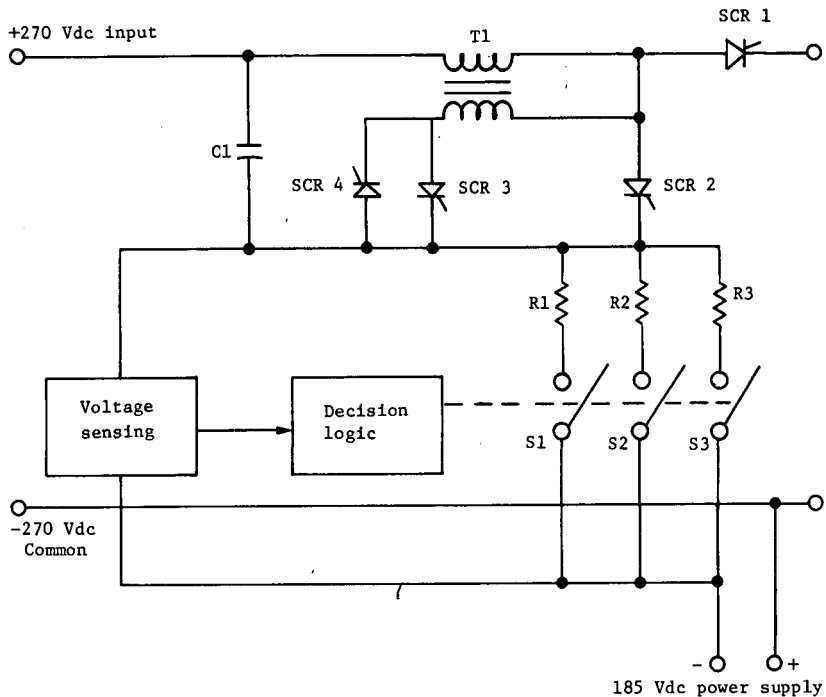 SCR 1
+270 Vdc input
T1
C1
SCR 4
SCR 3
SCR 2
R1
R2
R3
Voltage
sensing
Decision
logic
S1
S2
S3
-270 Vdc
Common
- +
185 Vdc power supply